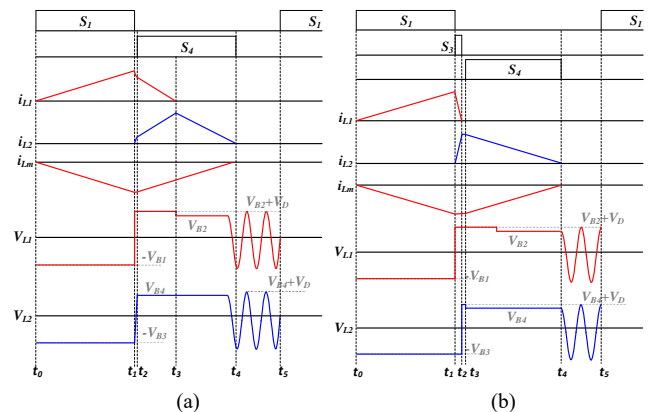 S1 S1
S4
iL1
iL2
iLm
VL1
VB2+VD
VB2
-VB1
VL2
VB4+VD
VB4
-VB3
t0 t1 t2 t3 t4 t5
(a)
S1 S1
S3
S4
iL1
iL2
iLm
VL1
VB2+VD
VB2
-VB1
VL2
VB4+VD
VB4
-VB3
t0 t1 t2 t3 t4 t5
(b)